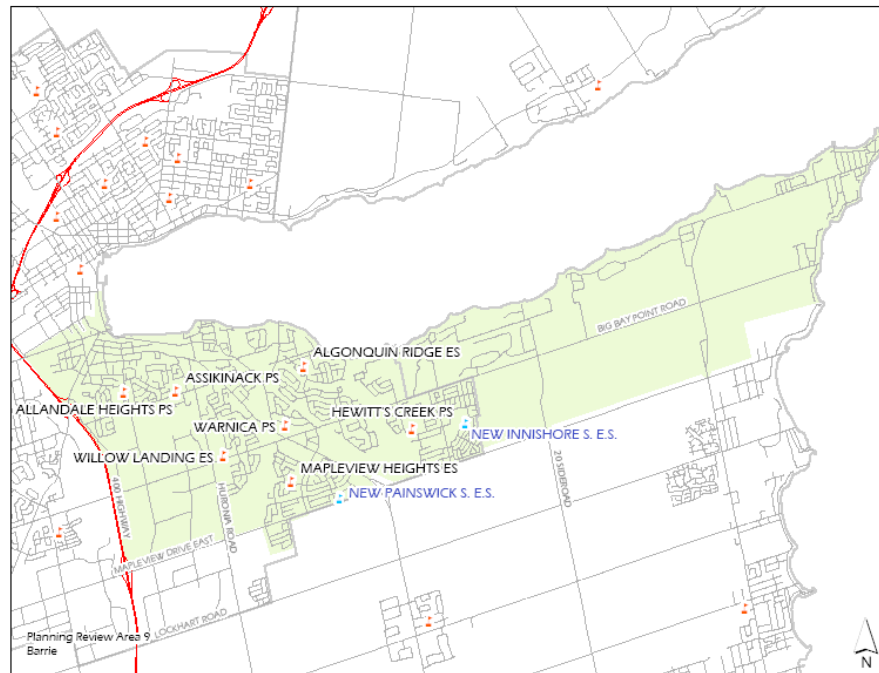 ALGONQUIN RIDGE ES
BIG BAY POINT ROAD
ASSIKINACK PS
ALLANDALE HEIGHTS PS
HEWITT'S CREEK PS
WARNICA PS
NEW INNISHORE S. E.S.
WILLOW LANDING ES
MAPLEVIEW HEIGHTS ES
NEW PAINSWICK S. E.S.
400 HIGHWAY
HURONIA ROAD
20 SIDEROAD
MAPLEVIEW DRIVE EAST
LOCKHART ROAD
Planning Review Area 9
Barrie
N